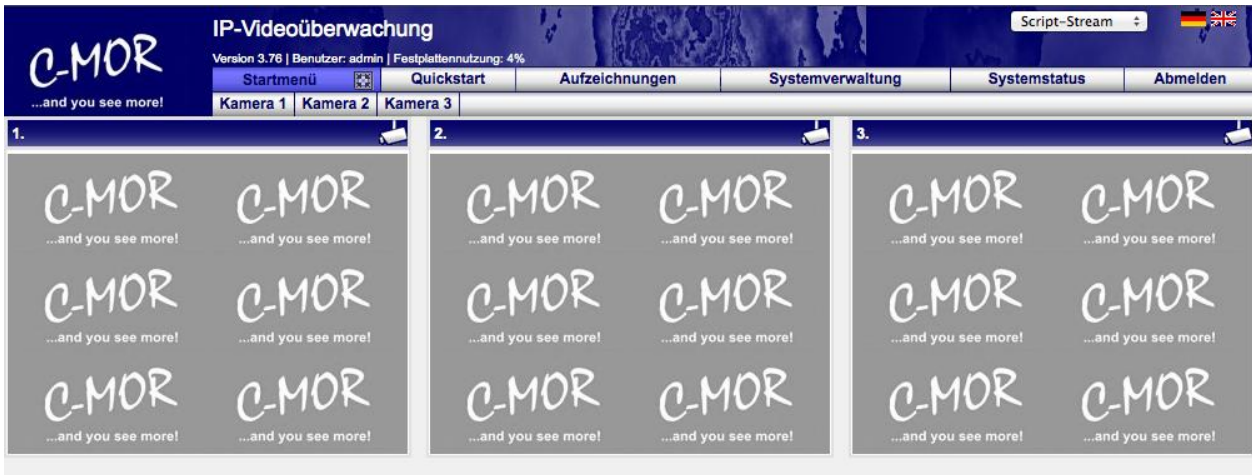 C-MOR
...and you see more!
IP-Videoüberwachung
Version 3.76 | Benutzer: admin | Festplattennutzung: 4%
Script-Stream
Startmenü Quickstart Aufzeichnungen Systemverwaltung Systemstatus Abmelden
Kamera 1 Kamera 2 Kamera 3
1. 2. 3.
C-MOR C-MOR C-MOR C-MOR C-MOR C-MOR
...and you see more! ...and you see more! ...and you see more! ...and you see more! ...and you see more! ...and you see more!
C-MOR C-MOR C-MOR C-MOR C-MOR C-MOR
...and you see more! ...and you see more! ...and you see more! ...and you see more! ...and you see more! ...and you see more!
C-MOR C-MOR C-MOR C-MOR C-MOR C-MOR
...and you see more! ...and you see more! ...and you see more! ...and you see more! ...and you see more! ...and you see more!